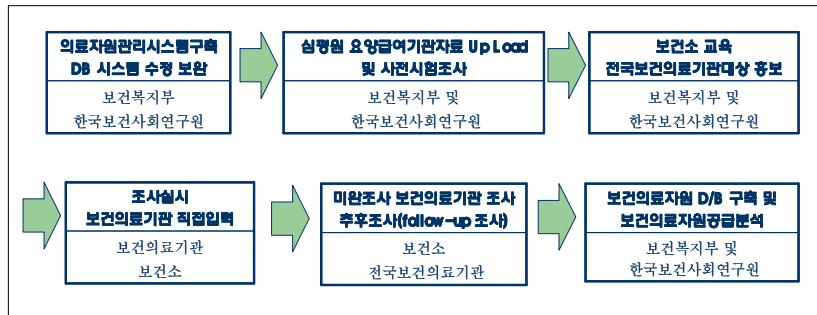 의료자원관리시스템구축
DB 시스템 수정 보완
보건복지부
한국보건사회연구원
심평원 요양급여기관자료 Up Load
및 사전시험조사
보건복지부 및
한국보건사회연구원
보건소 교육
전국보건의료기관대상 홍보
보건복지부 및
한국보건사회연구원
조사실시
보건의료기관 직접입력
보건의료기관
보건소
미완조사 보건의료기관 조사
추후조사(follow-up 조사)
보건소
전국보건의료기관
보건의료자원 D/B 구축 및
보건의료자원공급분석
보건복지부 및
한국보건사회연구원